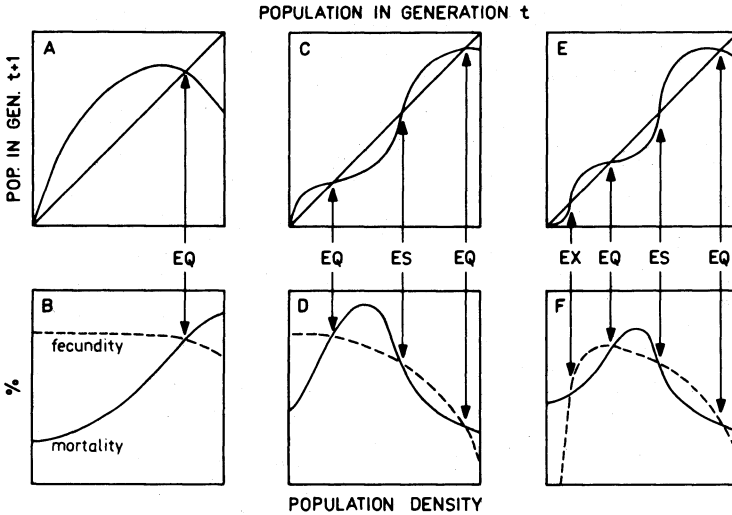 POPULATION IN GENERATION t
A
C
E
POP. IN GEN. t+1
EQ
EQ ES EQ
EX EQ ES EQ
B
D
F
fecundity
%
mortality
POPULATION DENSITY